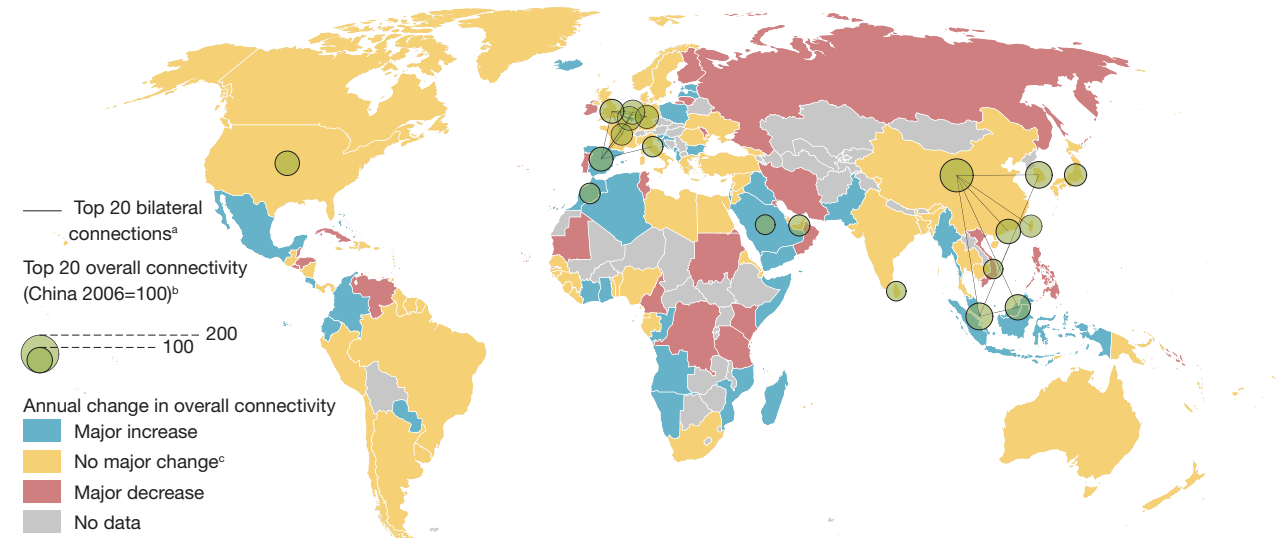 Top 20 bilateral
connectionsᵃ
Top 20 overall connectivity
(China 2006=100)ᵇ
200
100
Annual change in overall connectivity
Major increase
No major changeᶜ
Major decrease
No data